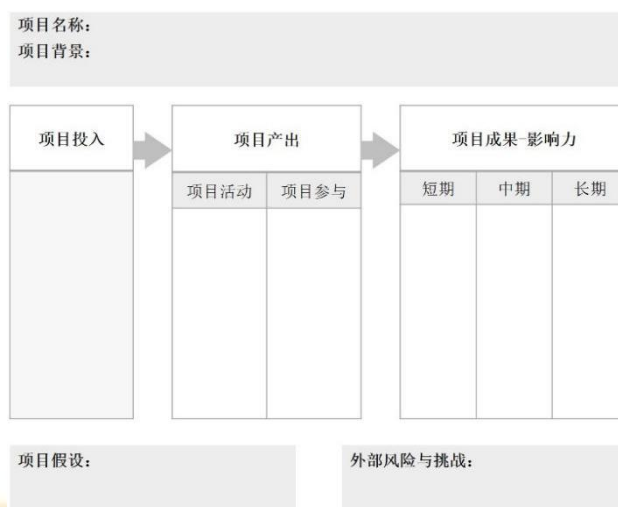 项目名称：
项目背景：
项目投入 项目产出 项目成果-影响力
项目活动 项目参与 短期 中期 长期
项目假设： 外部风险与挑战：